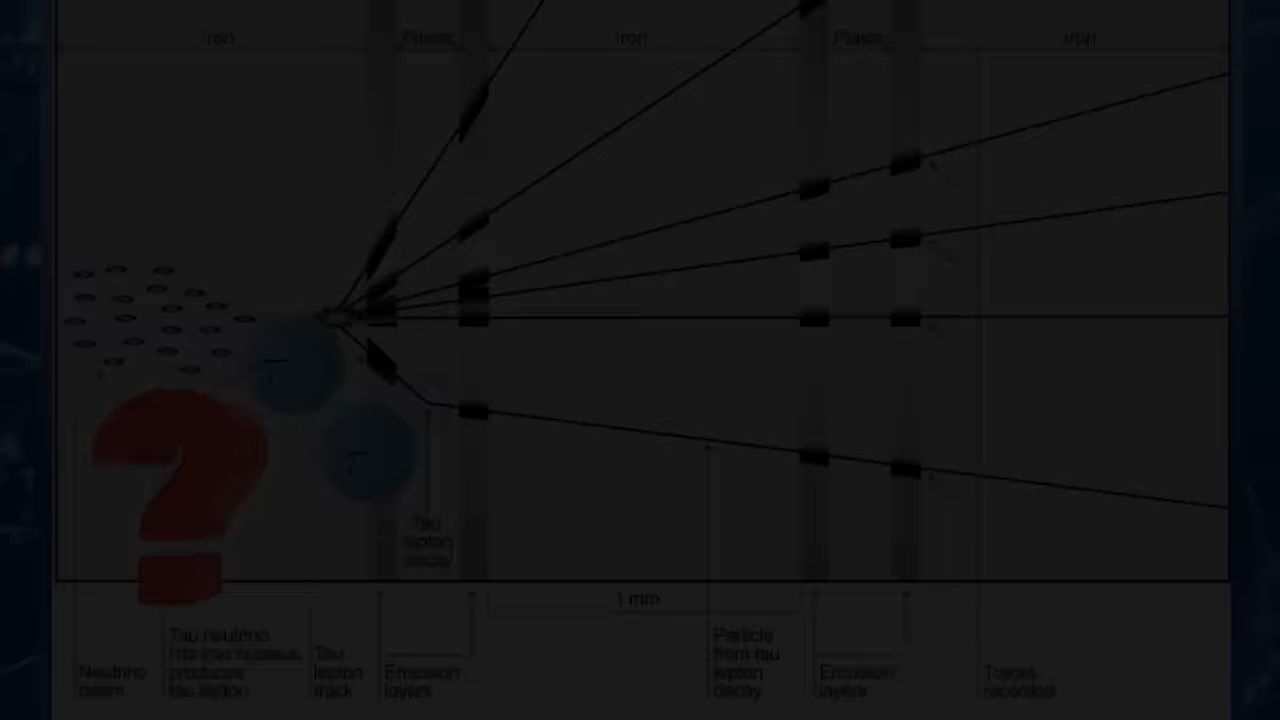 Iron Plastic Iron Plastic Iron
Tau
lepton
decay
1 mm
Neutrino
beam
Tau neutrino
hits iron nucleus,
produces
tau lepton
Tau
lepton
track
Emulsion
layers
Particle
from tau
lepton
decay
Emulsion
layers
Tracks
recorded